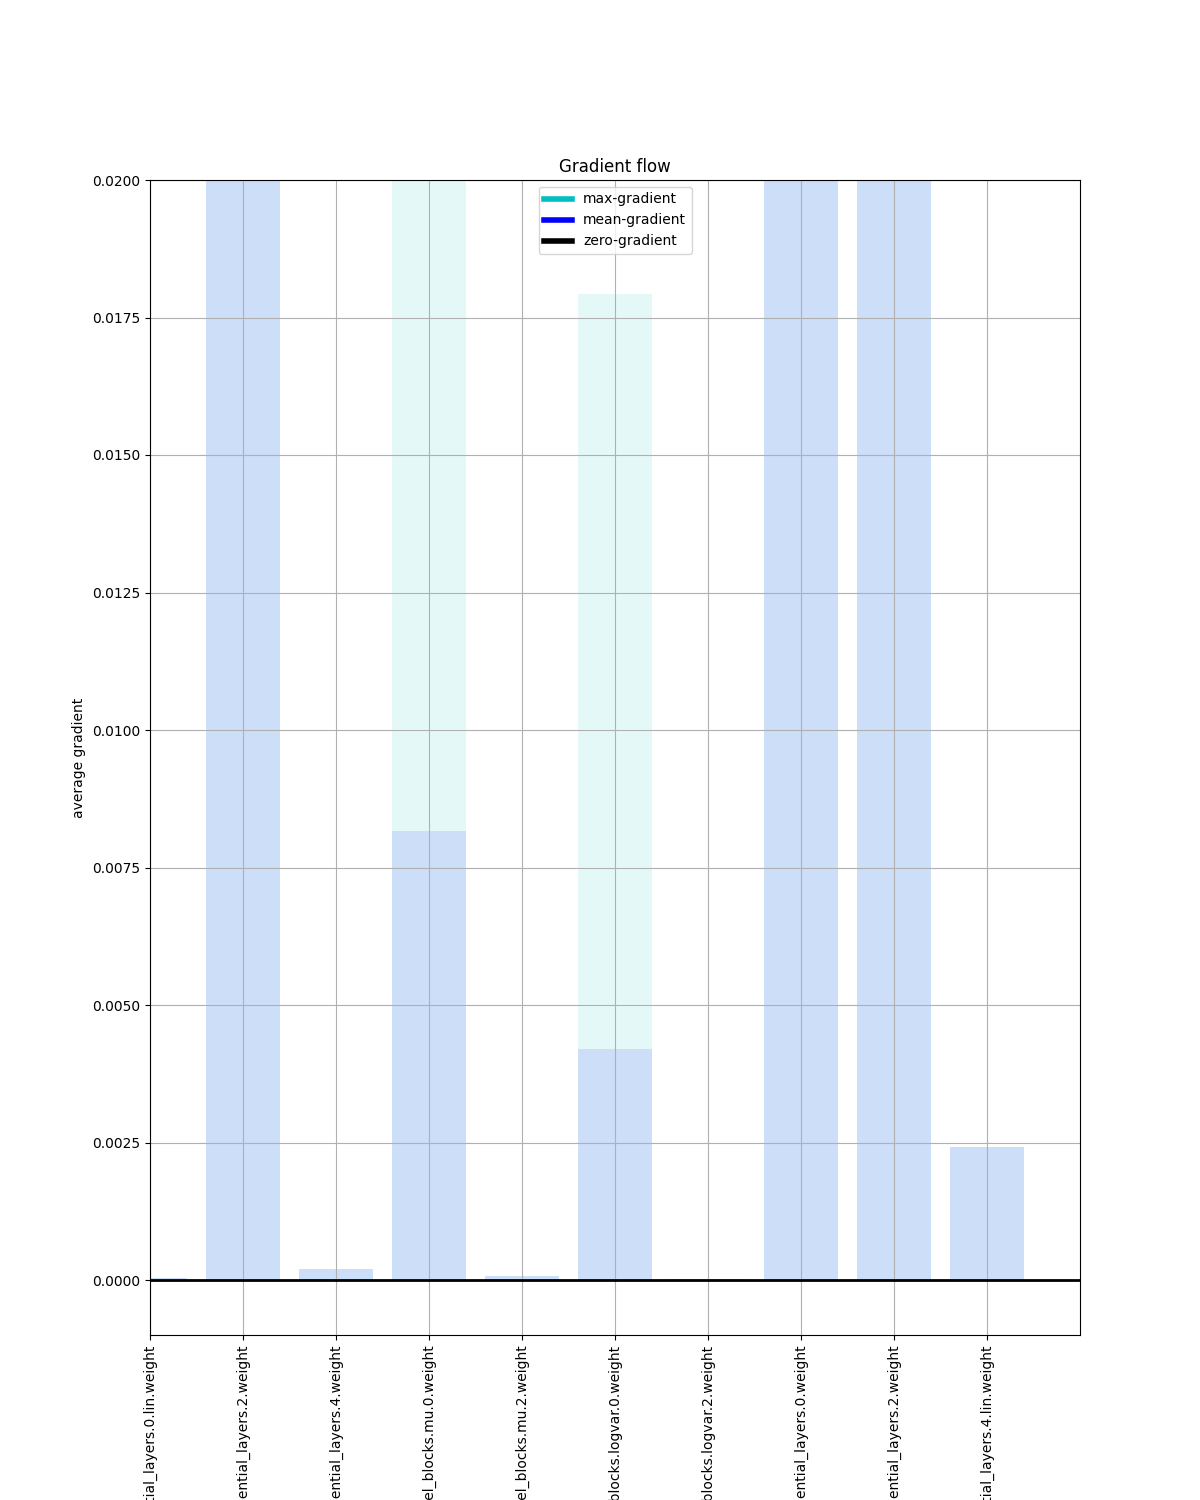 Gradient flow
max-gradient
mean-gradient
zero-gradient
0.0200
0.0175
0.0150
0.0125
0.0100
0.0075
0.0050
0.0025
0.0000
average gradient
tial_layers.0.lin.weight
ential_layers.2.weight
ential_layers.4.weight
el_blocks.mu.0.weight
el_blocks.mu.2.weight
blocks.logvar.0.weight
blocks.logvar.2.weight
ential_layers.0.weight
ential_layers.2.weight
tial_layers.4.lin.weight